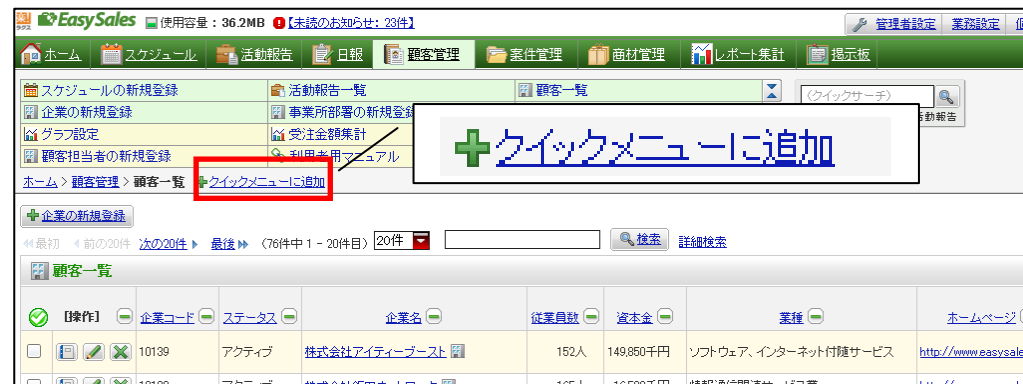 EasySales 使用容量：36.2MB 【未読のお知らせ：23件】 管理者設定 業務設定
ホーム スケジュール 活動報告 日報 顧客管理 案件管理 商材管理 レポート集計 掲示板
スケジュールの新規登録 活動報告一覧 顧客一覧 (クイックサーチ)
企業の新規登録 事業所部署の新規登録 活動報告
グラフ設定 受注金額集計
顧客担当者の新規登録 利用者用マニュアル
クイックメニューに追加
ホーム > 顧客管理 > 顧客一覧 クイックメニューに追加
企業の新規登録
最初 前の20件 次の20件 最後 (76件中 1 - 20件目) 20件 検索 詳細検索
顧客一覧
[操作] 企業コード ステータス 企業名 従業員数 資本金 業種 ホームページ
10139 アクティブ 株式会社アイティーブースト 152人 149,850千円 ソフトウェア、インターネット付随サービス http://www.easysale